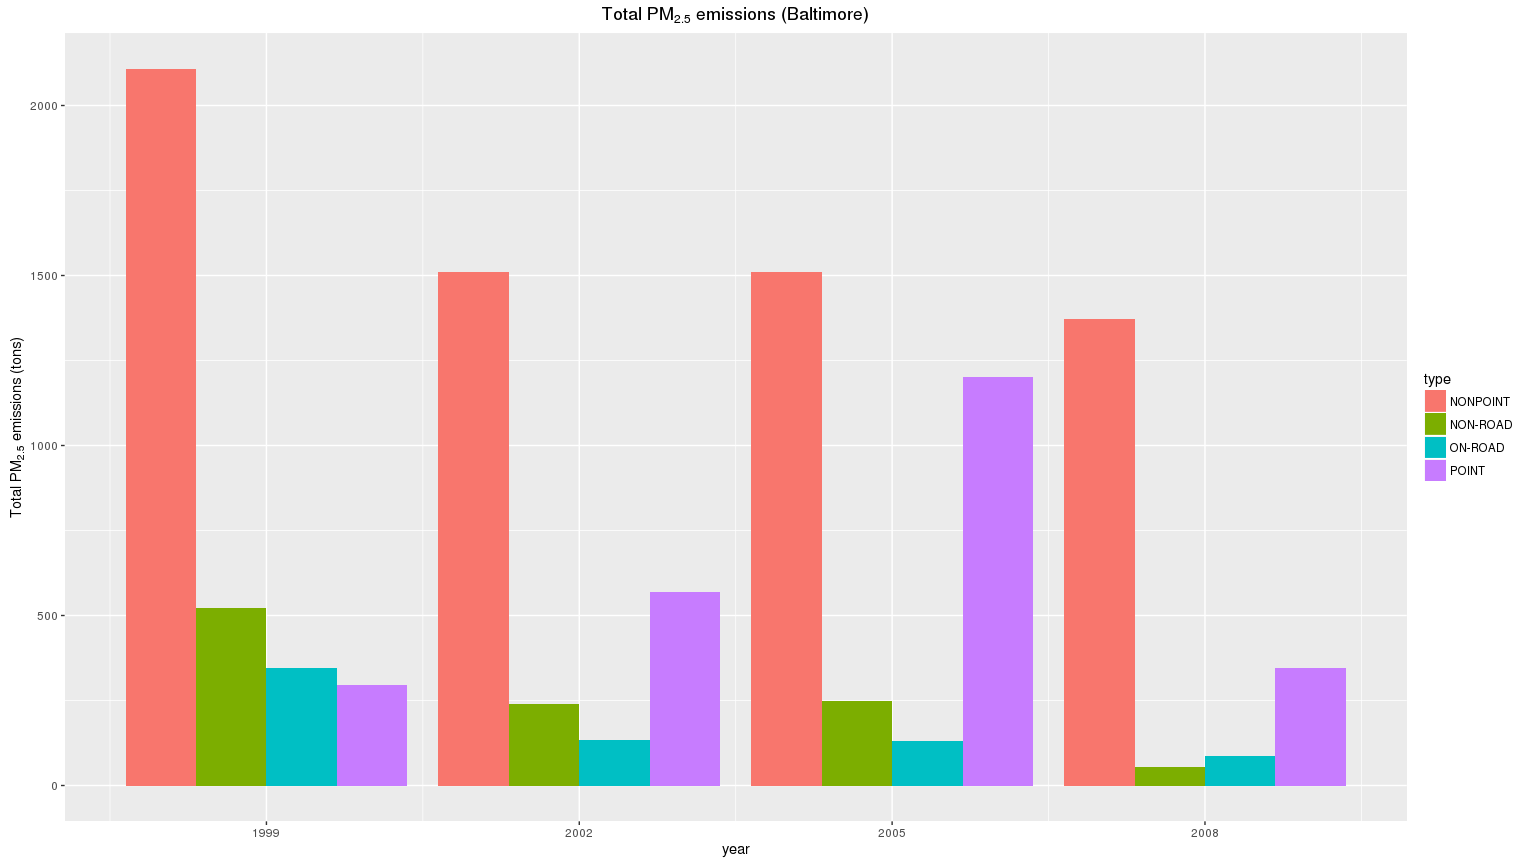 Total PM2.5 emissions (Baltimore)
Total PM2.5 emissions (tons)
2000
1500
1000
500
0
1999
2002
2005
2008
year
type
NONPOINT
NON-ROAD
ON-ROAD
POINT